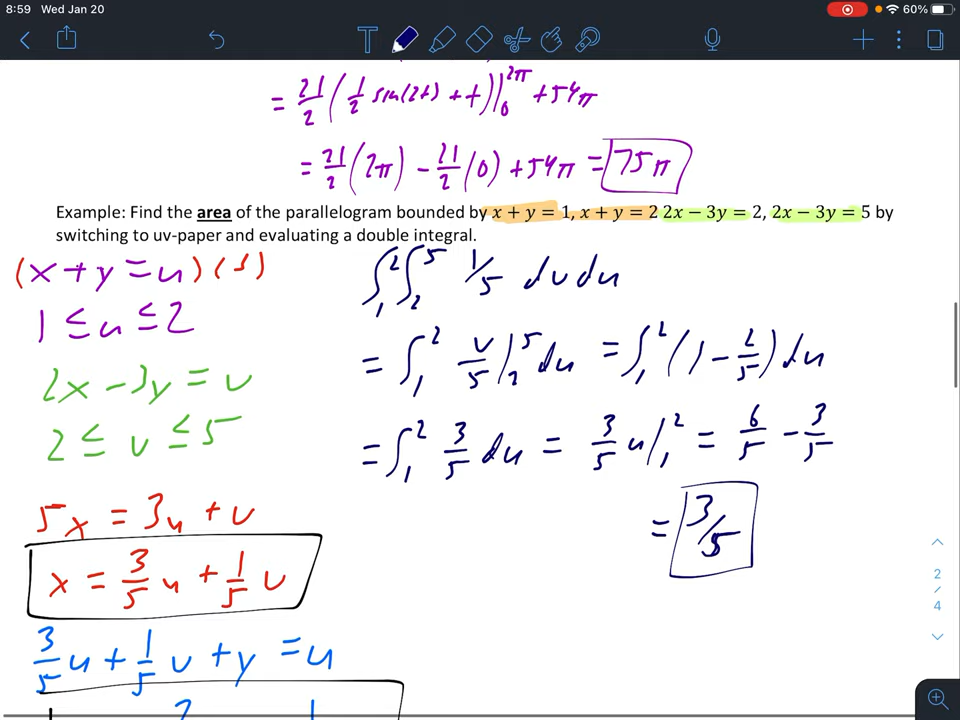 8:59 Wed Jan 20 60%
= 21/2 (1/2 sin(2t) + t)|₀^2π + 54π
= 21/2 (2π) − 21/2 (0) + 54π = 75π
Example: Find the area of the parallelogram bounded by x + y = 1, x + y = 2 2x − 3y = 2, 2x − 3y = 5 by
switching to uv-paper and evaluating a double integral.
(x + y = u) (3)
1 ≤ u ≤ 2
2x − 3y = v
2 ≤ v ≤ 5
5x = 3u + v
x = 3/5 u + 1/5 v
3/5 u + 1/5 v + y = u
∫₁² ∫₂⁵ 1/5 dv du
= ∫₁² v/5 |₂⁵ du = ∫₁² (1 − 2/5) du
= ∫₁² 3/5 du = 3/5 u |₁² = 6/5 − 3/5
= 3/5
2
/
4